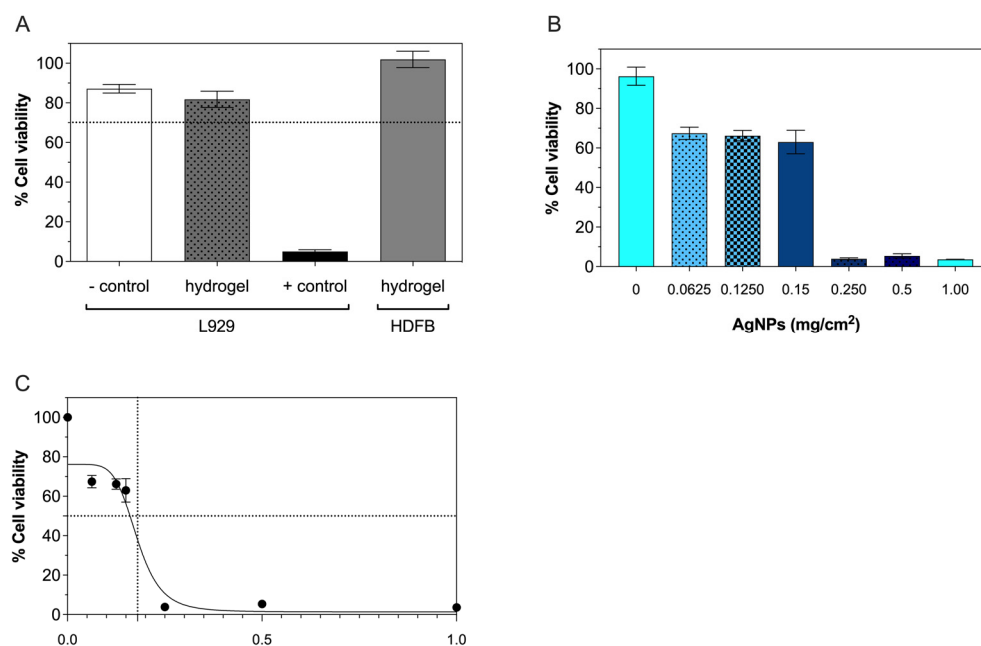 A
% Cell viability
100
80
60
40
20
0
- control hydrogel + control hydrogel
L929 HDFB
B
% Cell viability
100
80
60
40
20
0
0 0.0625 0.1250 0.15 0.250 0.5 1.00
AgNPs (mg/cm²)
C
% Cell viability
100
80
60
40
20
0
0.0 0.5 1.0